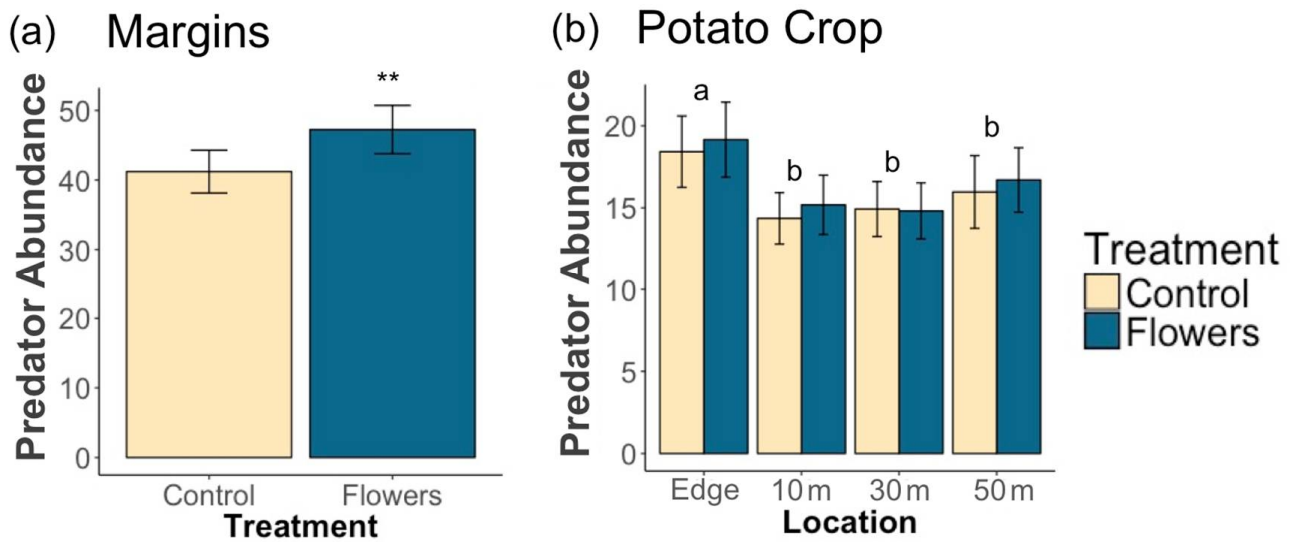 (a) Margins
Predator Abundance
50
40
30
20
10
0
**
Control Flowers
Treatment
(b) Potato Crop
Predator Abundance
20
15
10
5
0
a
b
b
b
Edge 10 m 30 m 50 m
Location
Treatment
Control
Flowers